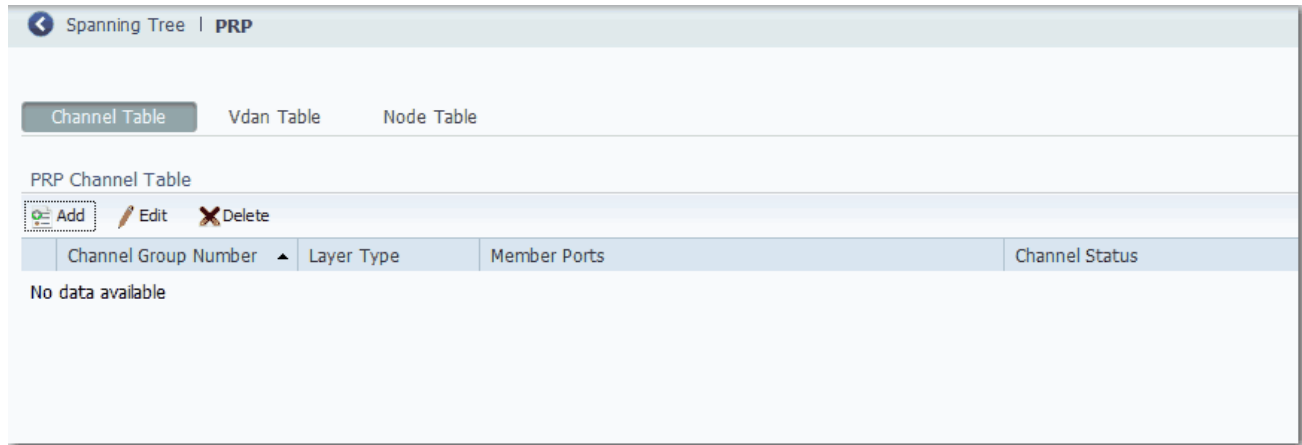 Spanning Tree | PRP
Channel Table Vdan Table Node Table
PRP Channel Table
Add Edit Delete
Channel Group Number Layer Type Member Ports Channel Status
No data available